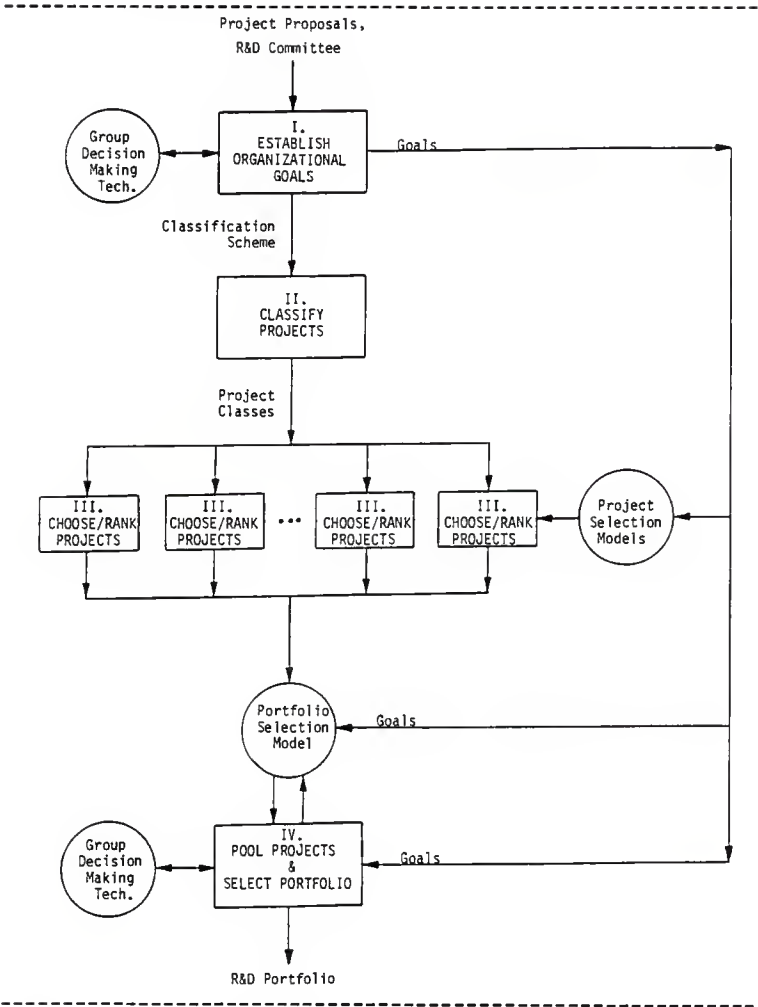 Project Proposals,
R&D Committee
Group
Decision
Making
Tech.
I.
ESTABLISH
ORGANIZATIONAL
GOALS
Goals
Classification
Scheme
II.
CLASSIFY
PROJECTS
Project
Classes
III.
CHOOSE/RANK
PROJECTS
III.
CHOOSE/RANK
PROJECTS
...
III.
CHOOSE/RANK
PROJECTS
III.
CHOOSE/RANK
PROJECTS
Project
Selection
Models
Portfolio
Selection
Model
Goals
Group
Decision
Making
Tech.
IV.
POOL PROJECTS
&
SELECT PORTFOLIO
Goals
R&D Portfolio